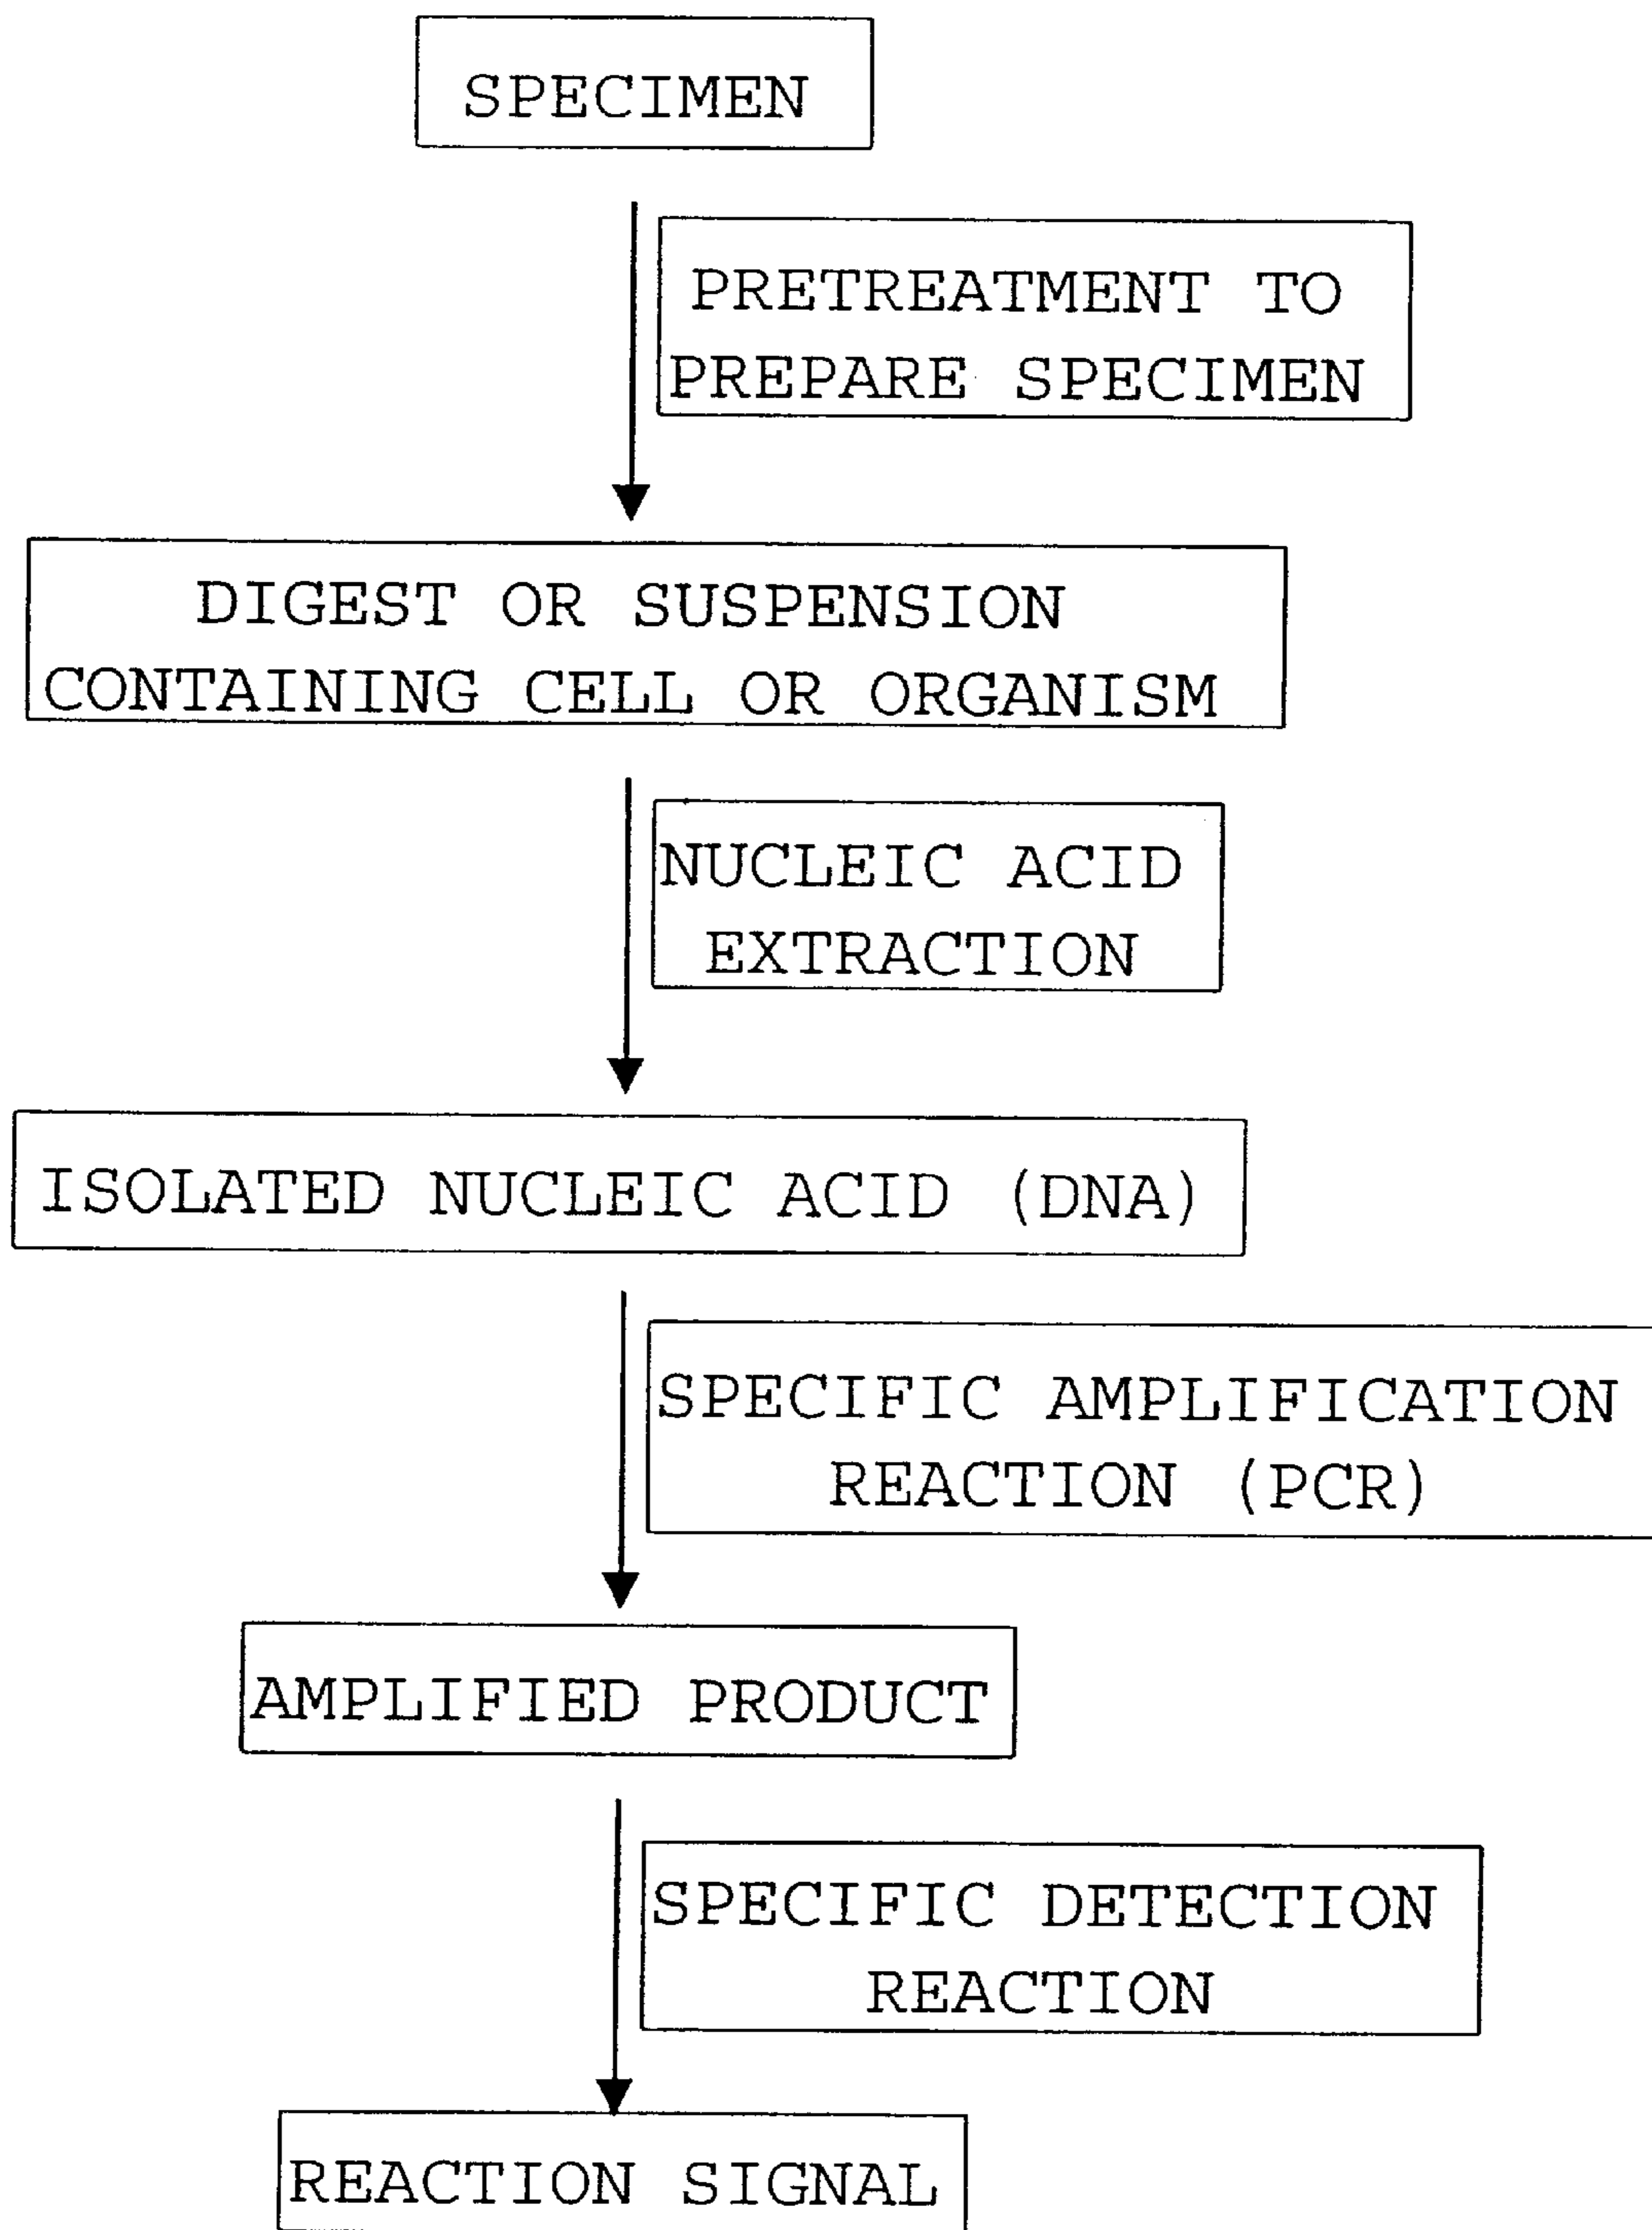 SPECIMEN
PRETREATMENT TO
PREPARE SPECIMEN
DIGEST OR SUSPENSION
CONTAINING CELL OR ORGANISM
NUCLEIC ACID
EXTRACTION
ISOLATED NUCLEIC ACID (DNA)
SPECIFIC AMPLIFICATION
REACTION (PCR)
AMPLIFIED PRODUCT
SPECIFIC DETECTION
REACTION
REACTION SIGNAL